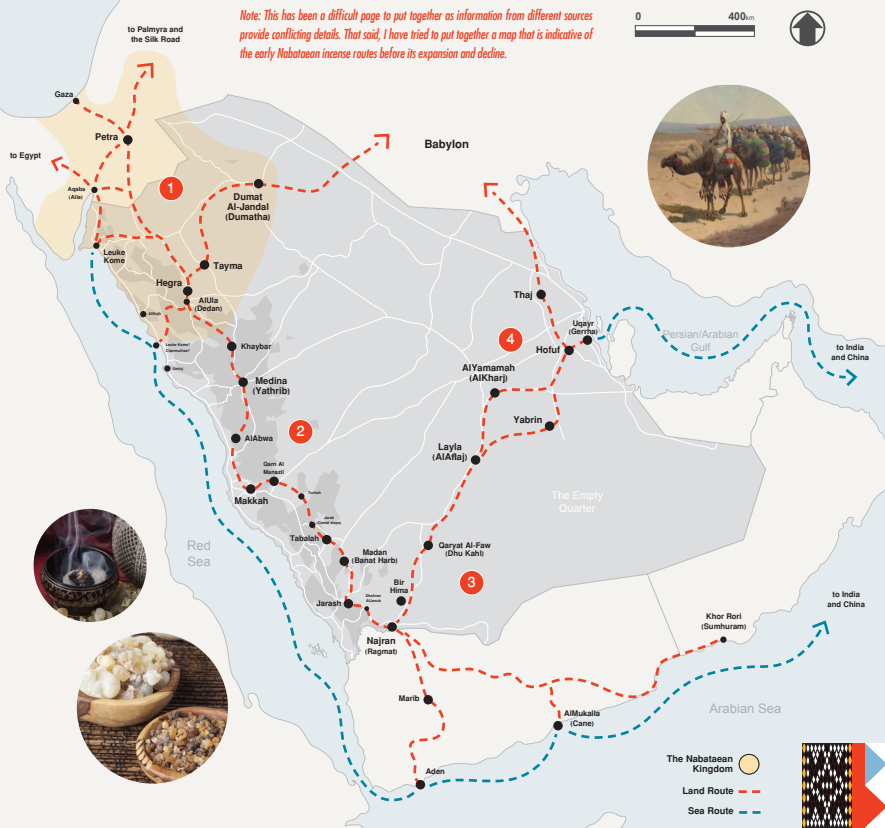 Note: This has been a difficult page to put together as information from different sources
provide conflicting details. That said, I have tried to put together a map that is indicative of
the early Nabataean incense routes before its expansion and decline.
0 400km
to Palmyra and
the Silk Road
Gaza
Petra
to Egypt
Aqaba
(Aila)
1
Babylon
Dumat
Al-Jandal
(Dumatha)
Leuke
Kome
Tayma
Hegra
AlUla
(Dedan)
Thaj
Uqayr
(Gerrha)
Persian/Arabian
Gulf
to India
and China
4
Hofuf
Khaybar
AlYamamah
(AlKharj)
Medina
(Yathrib)
Yabrin
2
AlAbwa
Layla
(AlAflaj)
Qarn Al
Manazil
Makkah
Turbah
The Empty
Quarter
Tabalah
Red
Sea
Madan
(Banat Harb)
Qaryat Al-Faw
(Dhu Kahl)
3
Bir
Hima
Jarash
Najran
(Ragmat)
Khor Rori
(Sumhuram)
to India
and China
Marib
AlMukalla
(Cane)
Arabian Sea
Aden
The Nabataean
Kingdom
Land Route
Sea Route